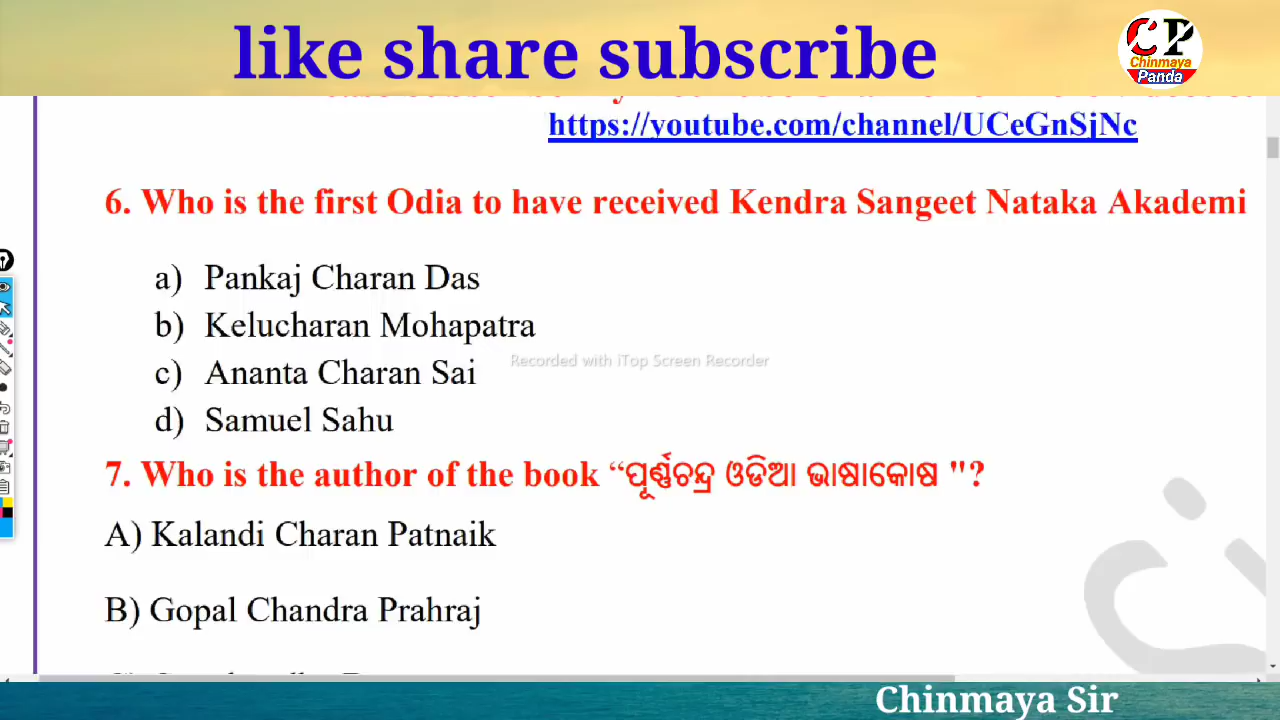 like share subscribe
CP
Chinmaya
Panda
https://youtube.com/channel/UCeGnSjNc
6. Who is the first Odia to have received Kendra Sangeet Nataka Akademi
a) Pankaj Charan Das
b) Kelucharan Mohapatra
Recorded with iTop Screen Recorder
c) Ananta Charan Sai
d) Samuel Sahu
7. Who is the author of the book “ପୂର୍ଣ୍ଣଚନ୍ଦ୍ର ଓଡିଆ ଭାଷାକୋଷ "?
A) Kalandi Charan Patnaik
B) Gopal Chandra Prahraj
Chinmaya Sir